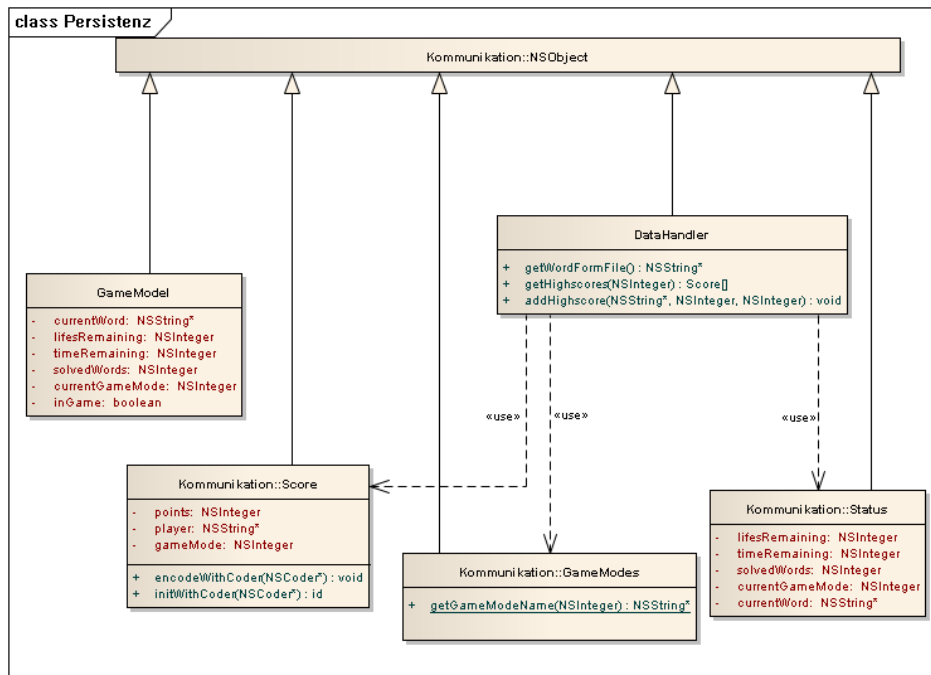 class Persistenz
Kommunikation::NSObject
DataHandler
+ getWordFormFile() : NSString*
+ getHighscores(NSInteger) : Score[]
+ addHighscore(NSString*, NSInteger, NSInteger) : void
GameModel
- currentWord: NSString*
- lifesRemaining: NSInteger
- timeRemaining: NSInteger
- solvedWords: NSInteger
- currentGameMode: NSInteger
- inGame: boolean
«use»
«use»
«use»
Kommunikation::Score
- points: NSInteger
- player: NSString*
- gameMode: NSInteger
+ encodeWithCoder(NSCoder*) : void
+ initWithCoder(NSCoder*) : id
Kommunikation::GameModes
+ getGameModeName(NSInteger) : NSString*
Kommunikation::Status
- lifesRemaining: NSInteger
- timeRemaining: NSInteger
- solvedWords: NSInteger
- currentGameMode: NSInteger
- currentWord: NSString*